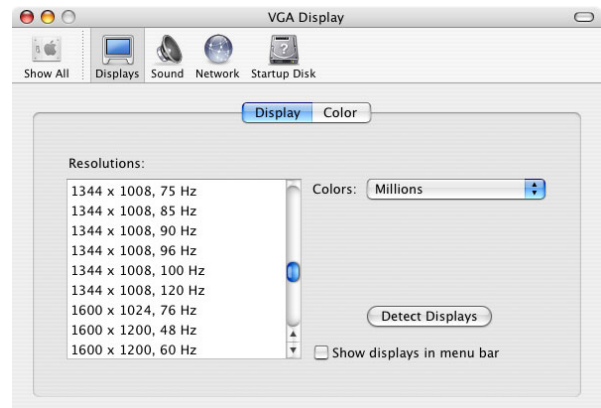 VGA Display
Show All Displays Sound Network Startup Disk
Display Color
Resolutions:
Colors: Millions
1344 x 1008, 75 Hz
1344 x 1008, 85 Hz
1344 x 1008, 90 Hz
1344 x 1008, 96 Hz
1344 x 1008, 100 Hz
1344 x 1008, 120 Hz
1600 x 1024, 76 Hz
1600 x 1200, 48 Hz
1600 x 1200, 60 Hz
Detect Displays
Show displays in menu bar